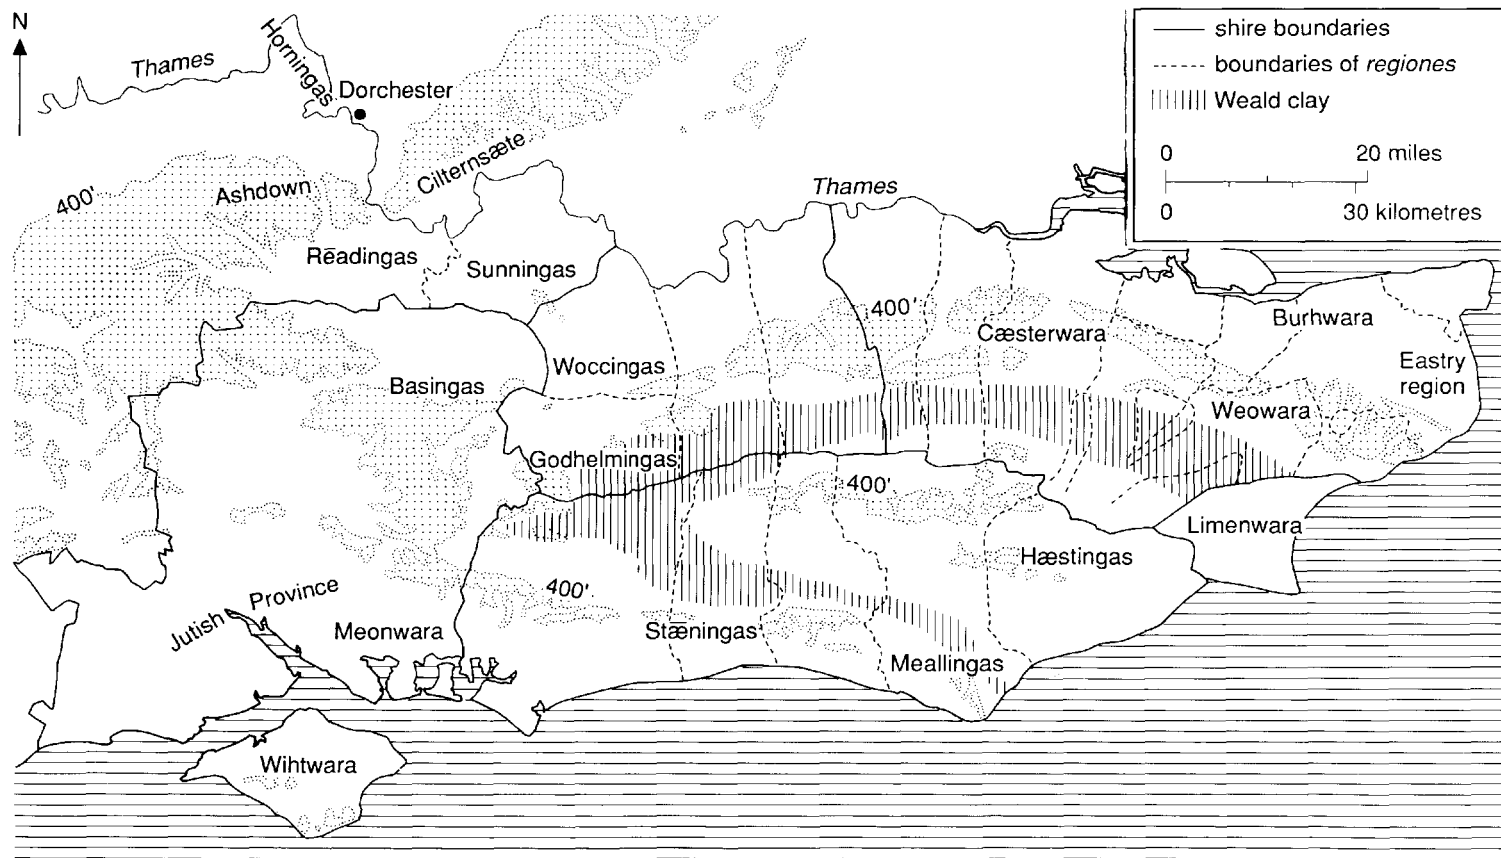 N
Thames
Horningas
Dorchester
Cilternsæte
Ashdown
400'
Rēadingas
Sunningas
Thames
shire boundaries
boundaries of regiones
Weald clay
0 20 miles
0 30 kilometres
400'
Cæsterwara
Burhwara
Eastry
region
Woccingas
Basingas
Weowara
Godhelmingas
400'
Limenwara
Hæstingas
400'
Jutish Province
Meonwara
Stǣningas
Meallingas
Wihtwara